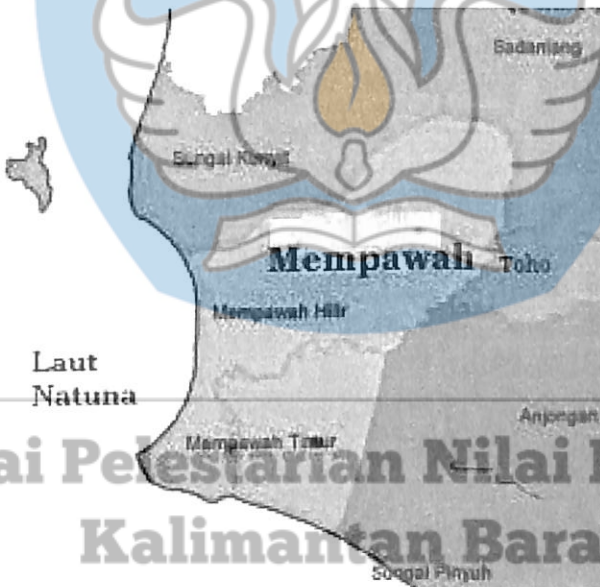 Sadaniang
Sungai Kunyit
Mempawah
Toho
Mempawah Hilir
Laut
Natuna
Anjongan
Mempawah Timur
ai Pelestarian Nilai
Kalimantan Bara
Sungai Pinyuh